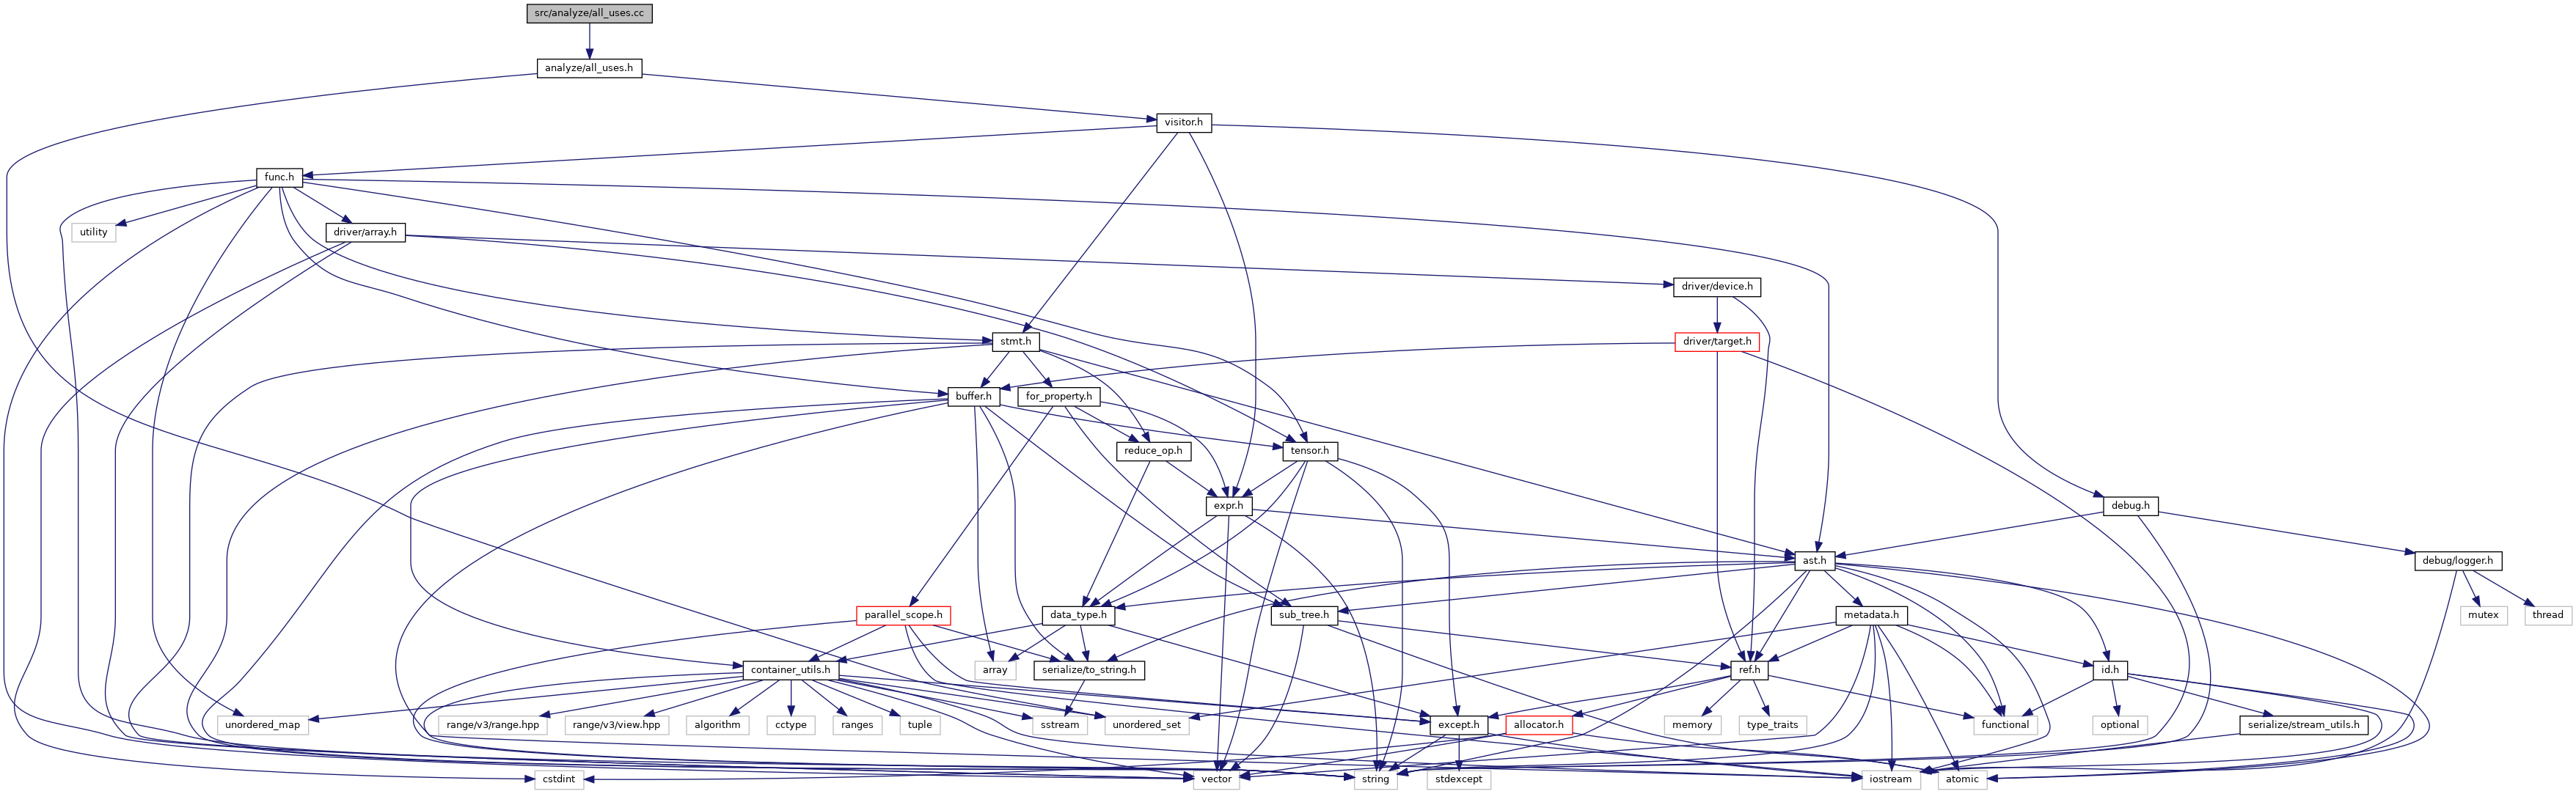 src/analyze/all_uses.cc
analyze/all_uses.h
visitor.h
func.h
utility
driver/array.h
driver/device.h
stmt.h
driver/target.h
buffer.h
for_property.h
reduce_op.h
tensor.h
expr.h
debug.h
ast.h
debug/logger.h
parallel_scope.h
data_type.h
sub_tree.h
metadata.h
mutex
thread
container_utils.h
array
serialize/to_string.h
ref.h
id.h
unordered_map
range/v3/range.hpp
range/v3/view.hpp
algorithm
cctype
ranges
tuple
sstream
unordered_set
except.h
allocator.h
memory
type_traits
functional
optional
serialize/stream_utils.h
cstdint
vector
string
stdexcept
iostream
atomic